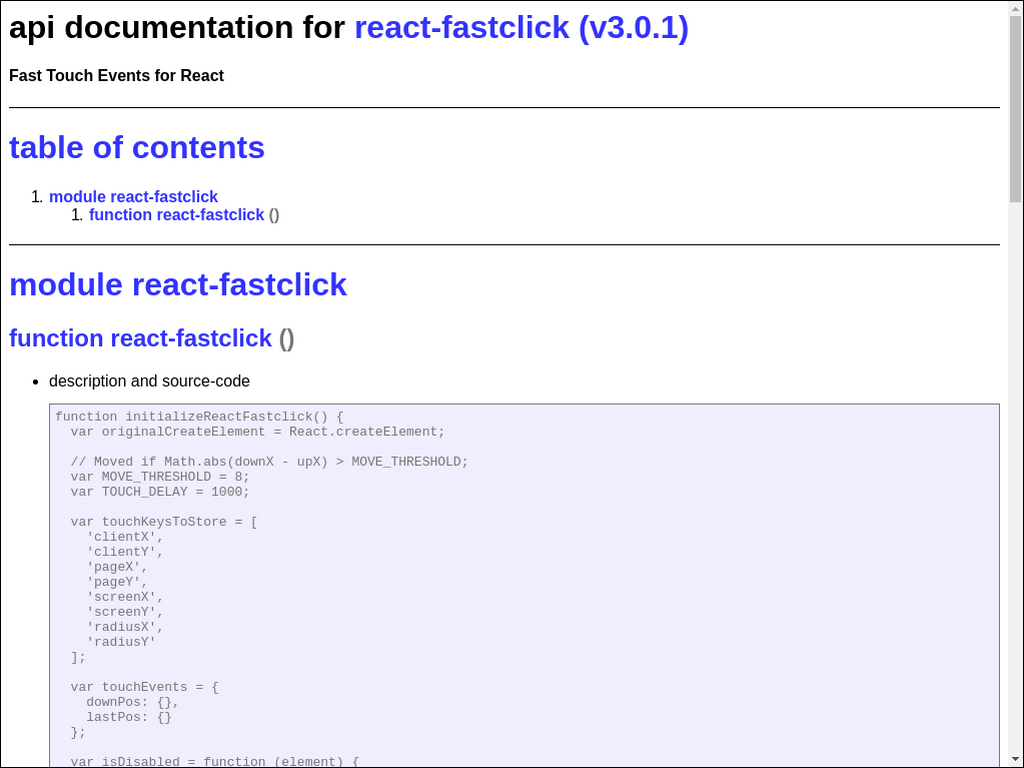 api documentation for react-fastclick (v3.0.1)
Fast Touch Events for React
table of contents
1. module react-fastclick
1. function react-fastclick ()
module react-fastclick
function react-fastclick ()
• description and source-code
function initializeReactFastclick() {
  var originalCreateElement = React.createElement;
  // Moved if Math.abs(downX - upX) > MOVE_THRESHOLD;
  var MOVE_THRESHOLD = 8;
  var TOUCH_DELAY = 1000;
  var touchKeysToStore = [
    'clientX',
    'clientY',
    'pageX',
    'pageY',
    'screenX',
    'screenY',
    'radiusX',
    'radiusY'
  ];
  var touchEvents = {
    downPos: {},
    lastPos: {}
  };
  var isDisabled = function (element) {